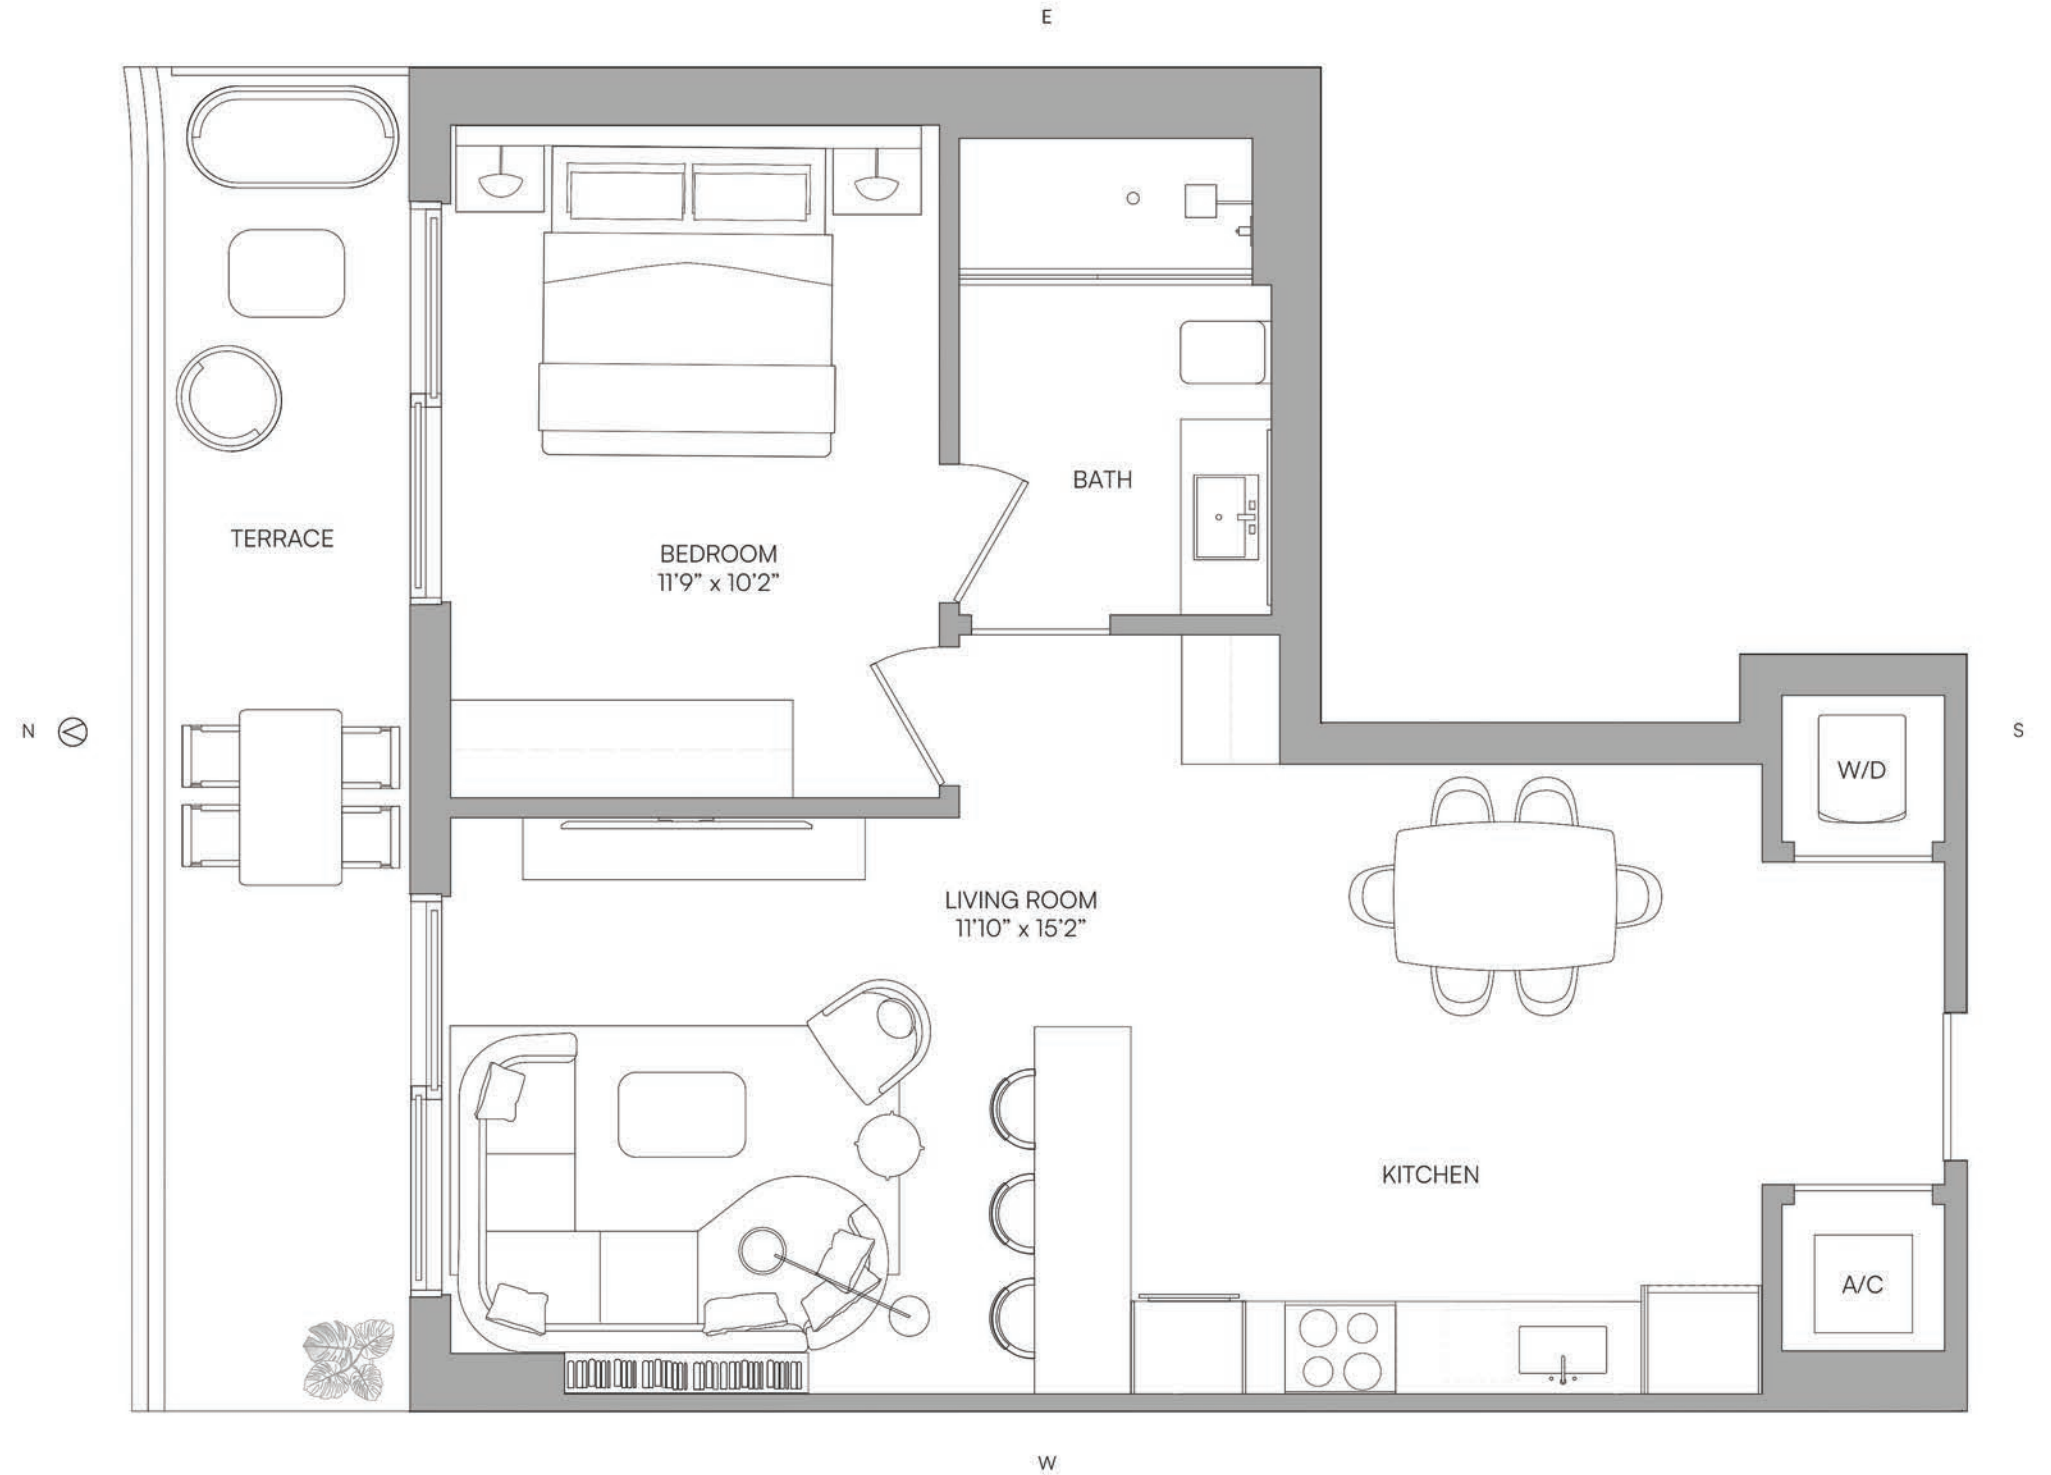 E
TERRACE
BEDROOM
11'9” x 10'2”
BATH
N
S
W/D
LIVING ROOM
11'10” x 15'2”
KITCHEN
A/C
W